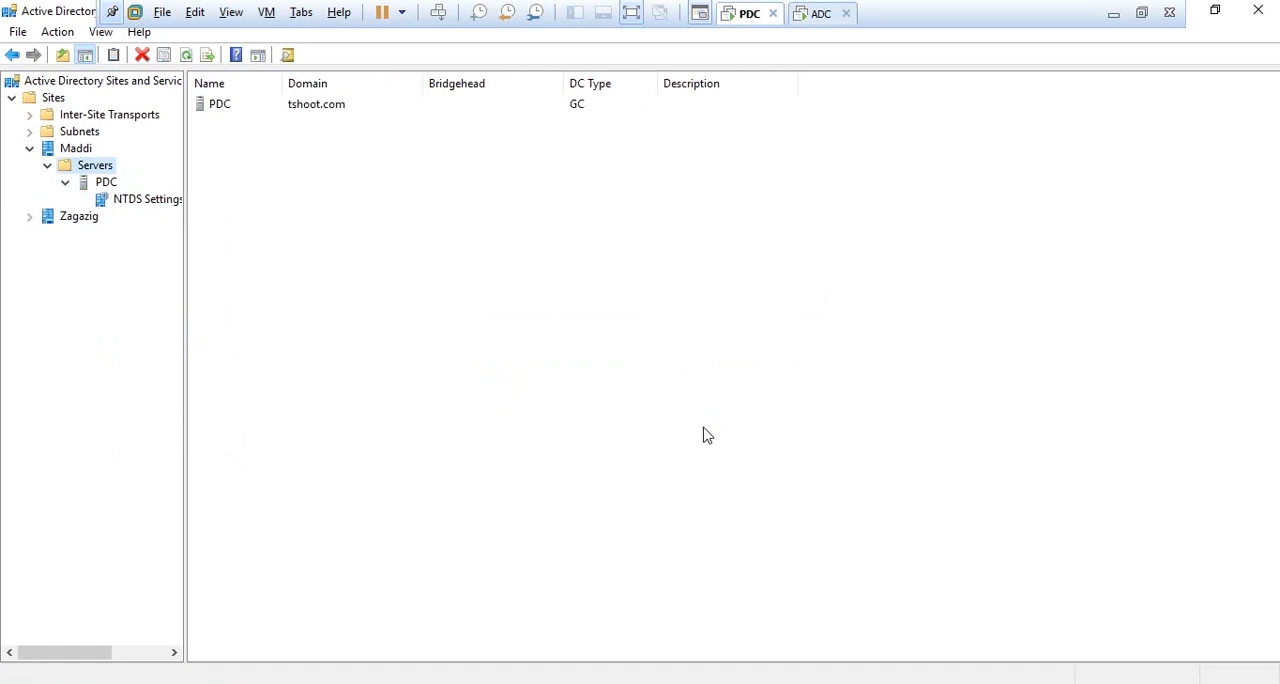 Active Director
File Edit View VM Tabs Help
PDC
ADC
File Action View Help
Active Directory Sites and Servic
Sites
Inter-Site Transports
Subnets
Maddi
Servers
PDC
NTDS Settings
Zagazig
Name Domain Bridgehead DC Type Description
PDC tshoot.com GC